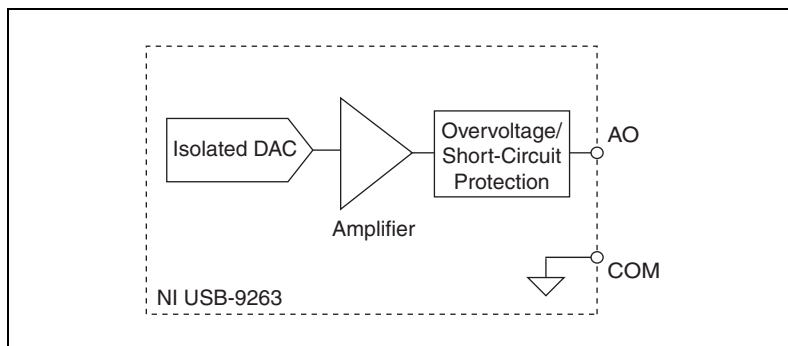 Isolated DAC
Amplifier
Overvoltage/
Short-Circuit
Protection
AO
COM
NI USB-9263